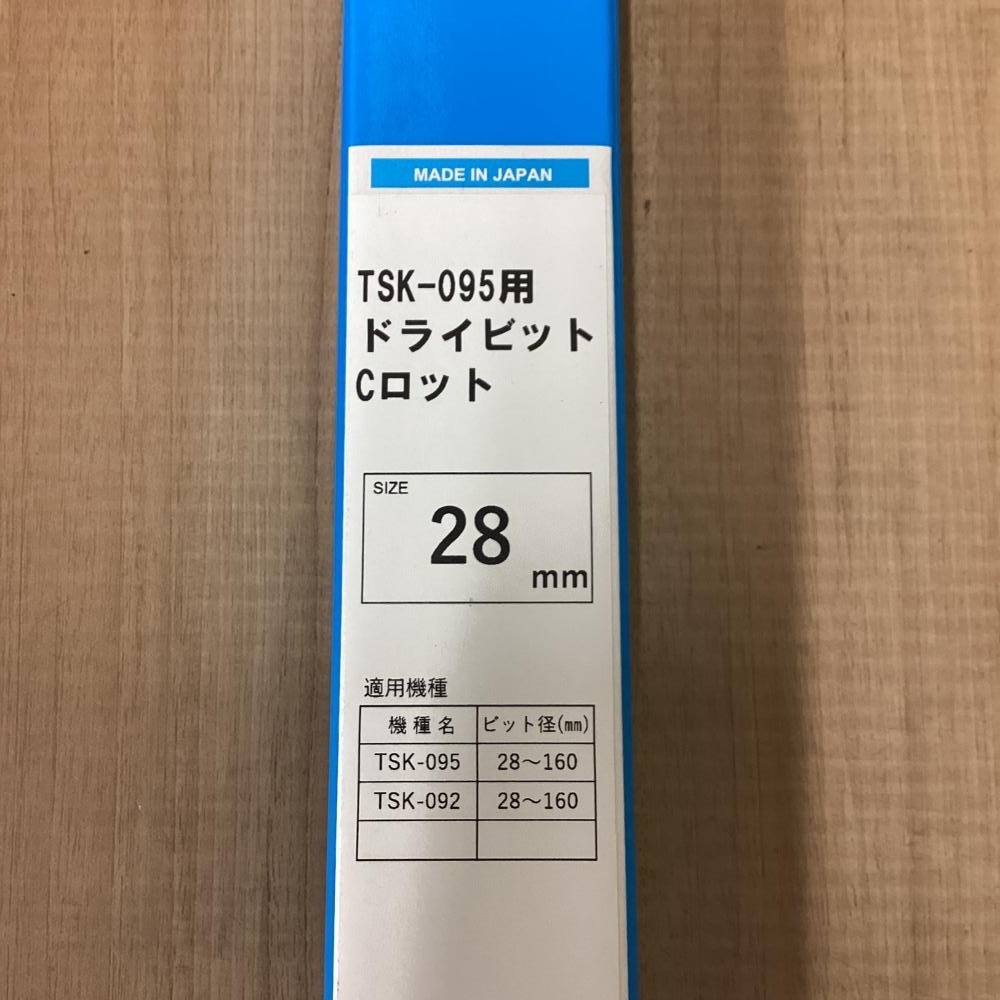 MADE IN JAPAN
TSK-095用
ドライビット
Cロット
SIZE
28
mm
適用機種
機種名 ビット径(㎜)
TSK-095 28〜160
TSK-092 28〜160